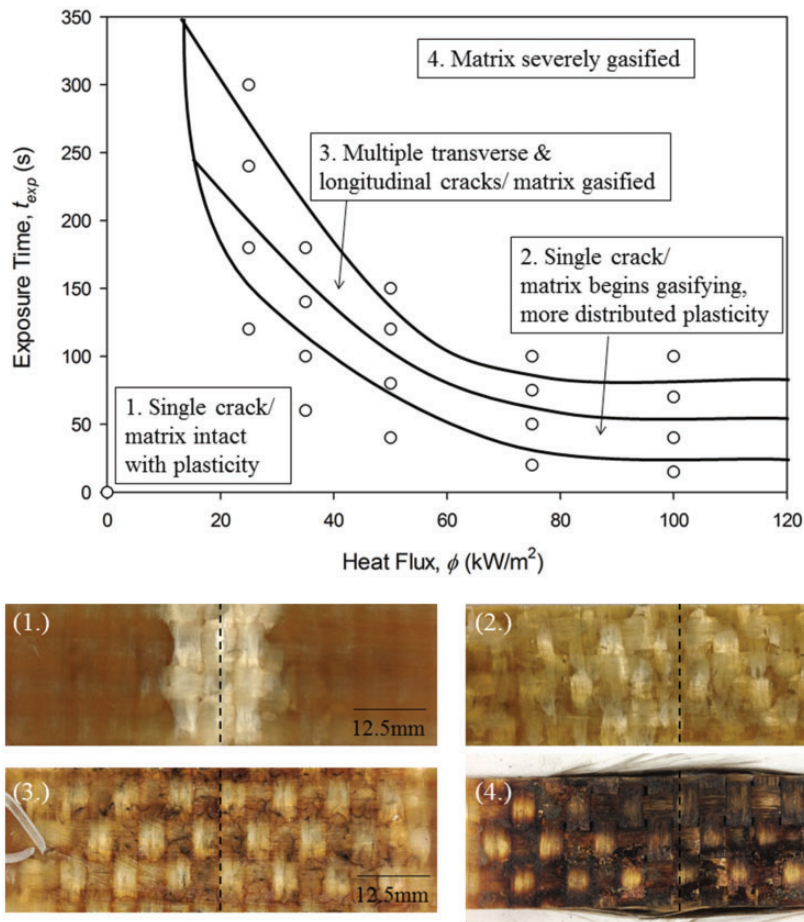 350
300
250
200
150
100
50
0
Exposure Time, t_exp (s)
4. Matrix severely gasified
3. Multiple transverse &
longitudinal cracks/ matrix gasified
2. Single crack/
matrix begins gasifying,
more distributed plasticity
1. Single crack/
matrix intact
with plasticity
0 20 40 60 80 100 120
Heat Flux, ϕ (kW/m²)
(1.)
12.5mm
(2.)
(3.)
12.5mm
(4.)